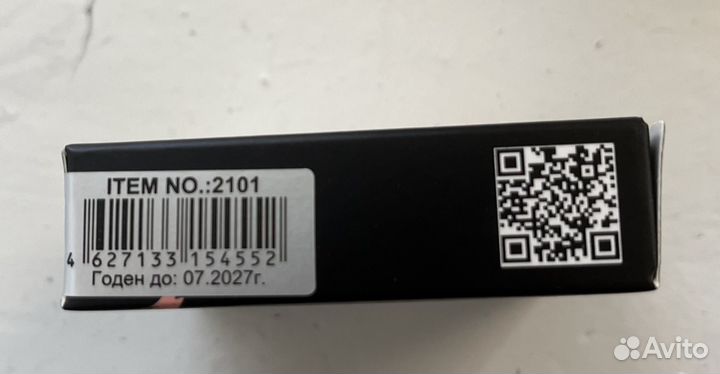 ITEM NO.:2101
4 627133 154552
Годен до: 07.2027г.
Avito